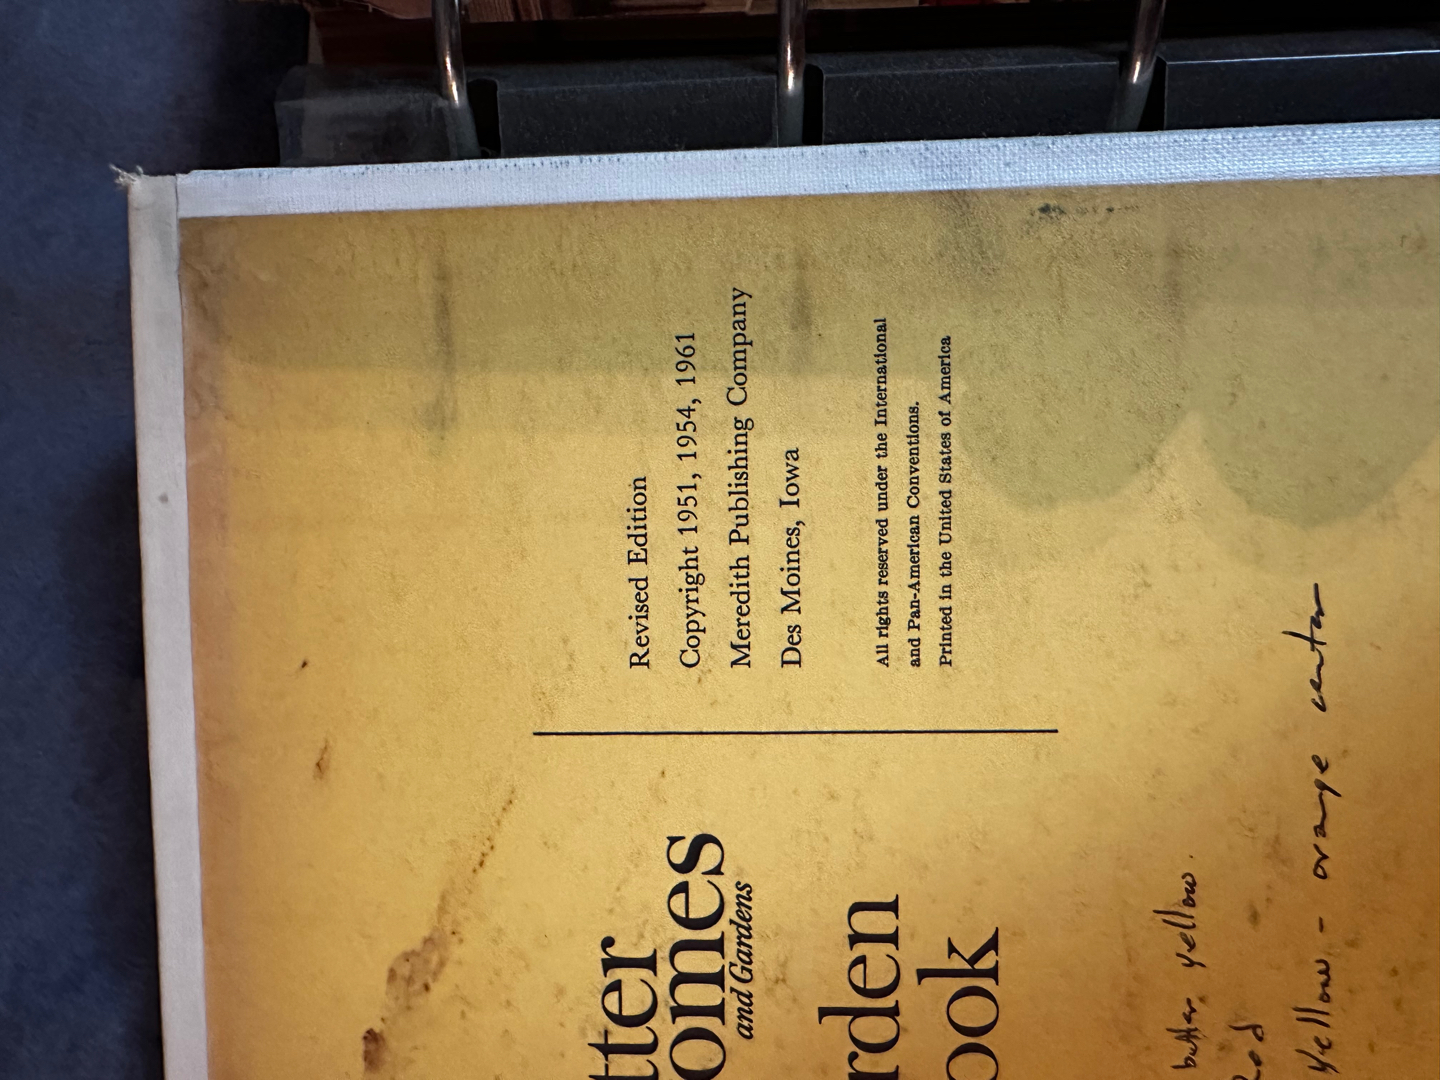 tter
omes
and Gardens
rden
ook
Revised Edition
Copyright 1951, 1954, 1961
Meredith Publishing Company
Des Moines, Iowa
All rights reserved under the International
and Pan-American Conventions.
Printed in the United States of America
butter yellow.
Yellow - orange center